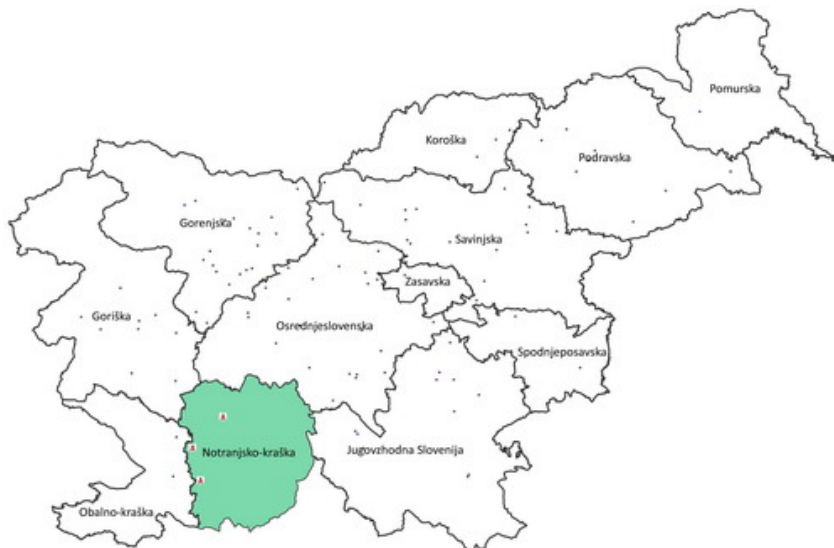 Pomurska
Koroška
Podravska
Gorenjska
Savinjska
Zasavska
Goriška
Osrednjeslovenska
Spodnjeposavska
Notranjsko-kraška
Jugovzhodna Slovenija
Obalno-kraška